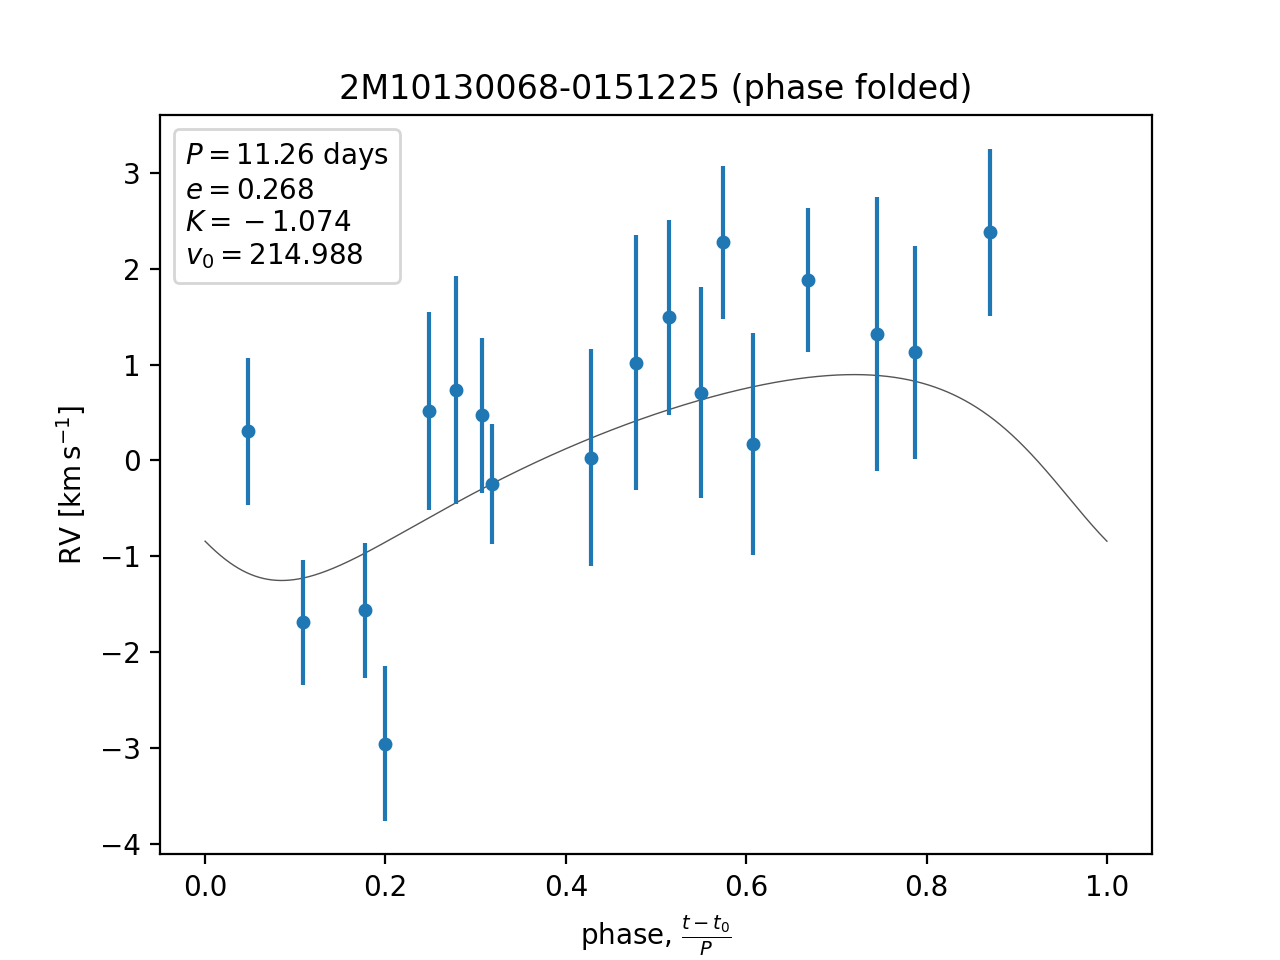 2M10130068-0151225 (phase folded)
P = 11.26 days
e = 0.268
K = −1.074
v₀ = 214.988
3
2
1
0
−1
−2
−3
−4
RV [km s⁻¹]
0.0 0.2 0.4 0.6 0.8 1.0
phase, (t − t₀)/P